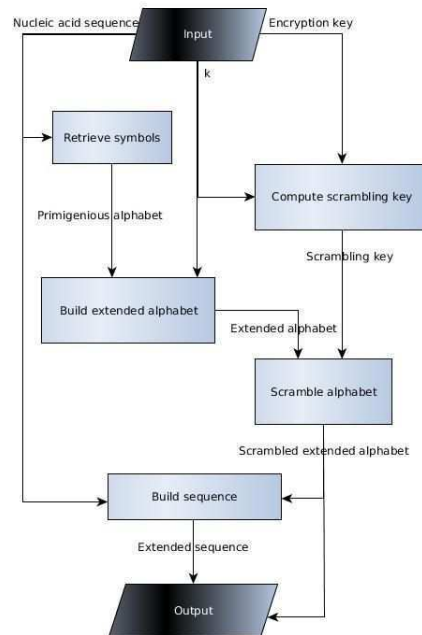 Nucleic acid sequence
Input
Encryption key
k
Retrieve symbols
Compute scrambling key
Primigenious alphabet
Scrambling key
Build extended alphabet
Extended alphabet
Scramble alphabet
Scrambled extended alphabet
Build sequence
Extended sequence
Output